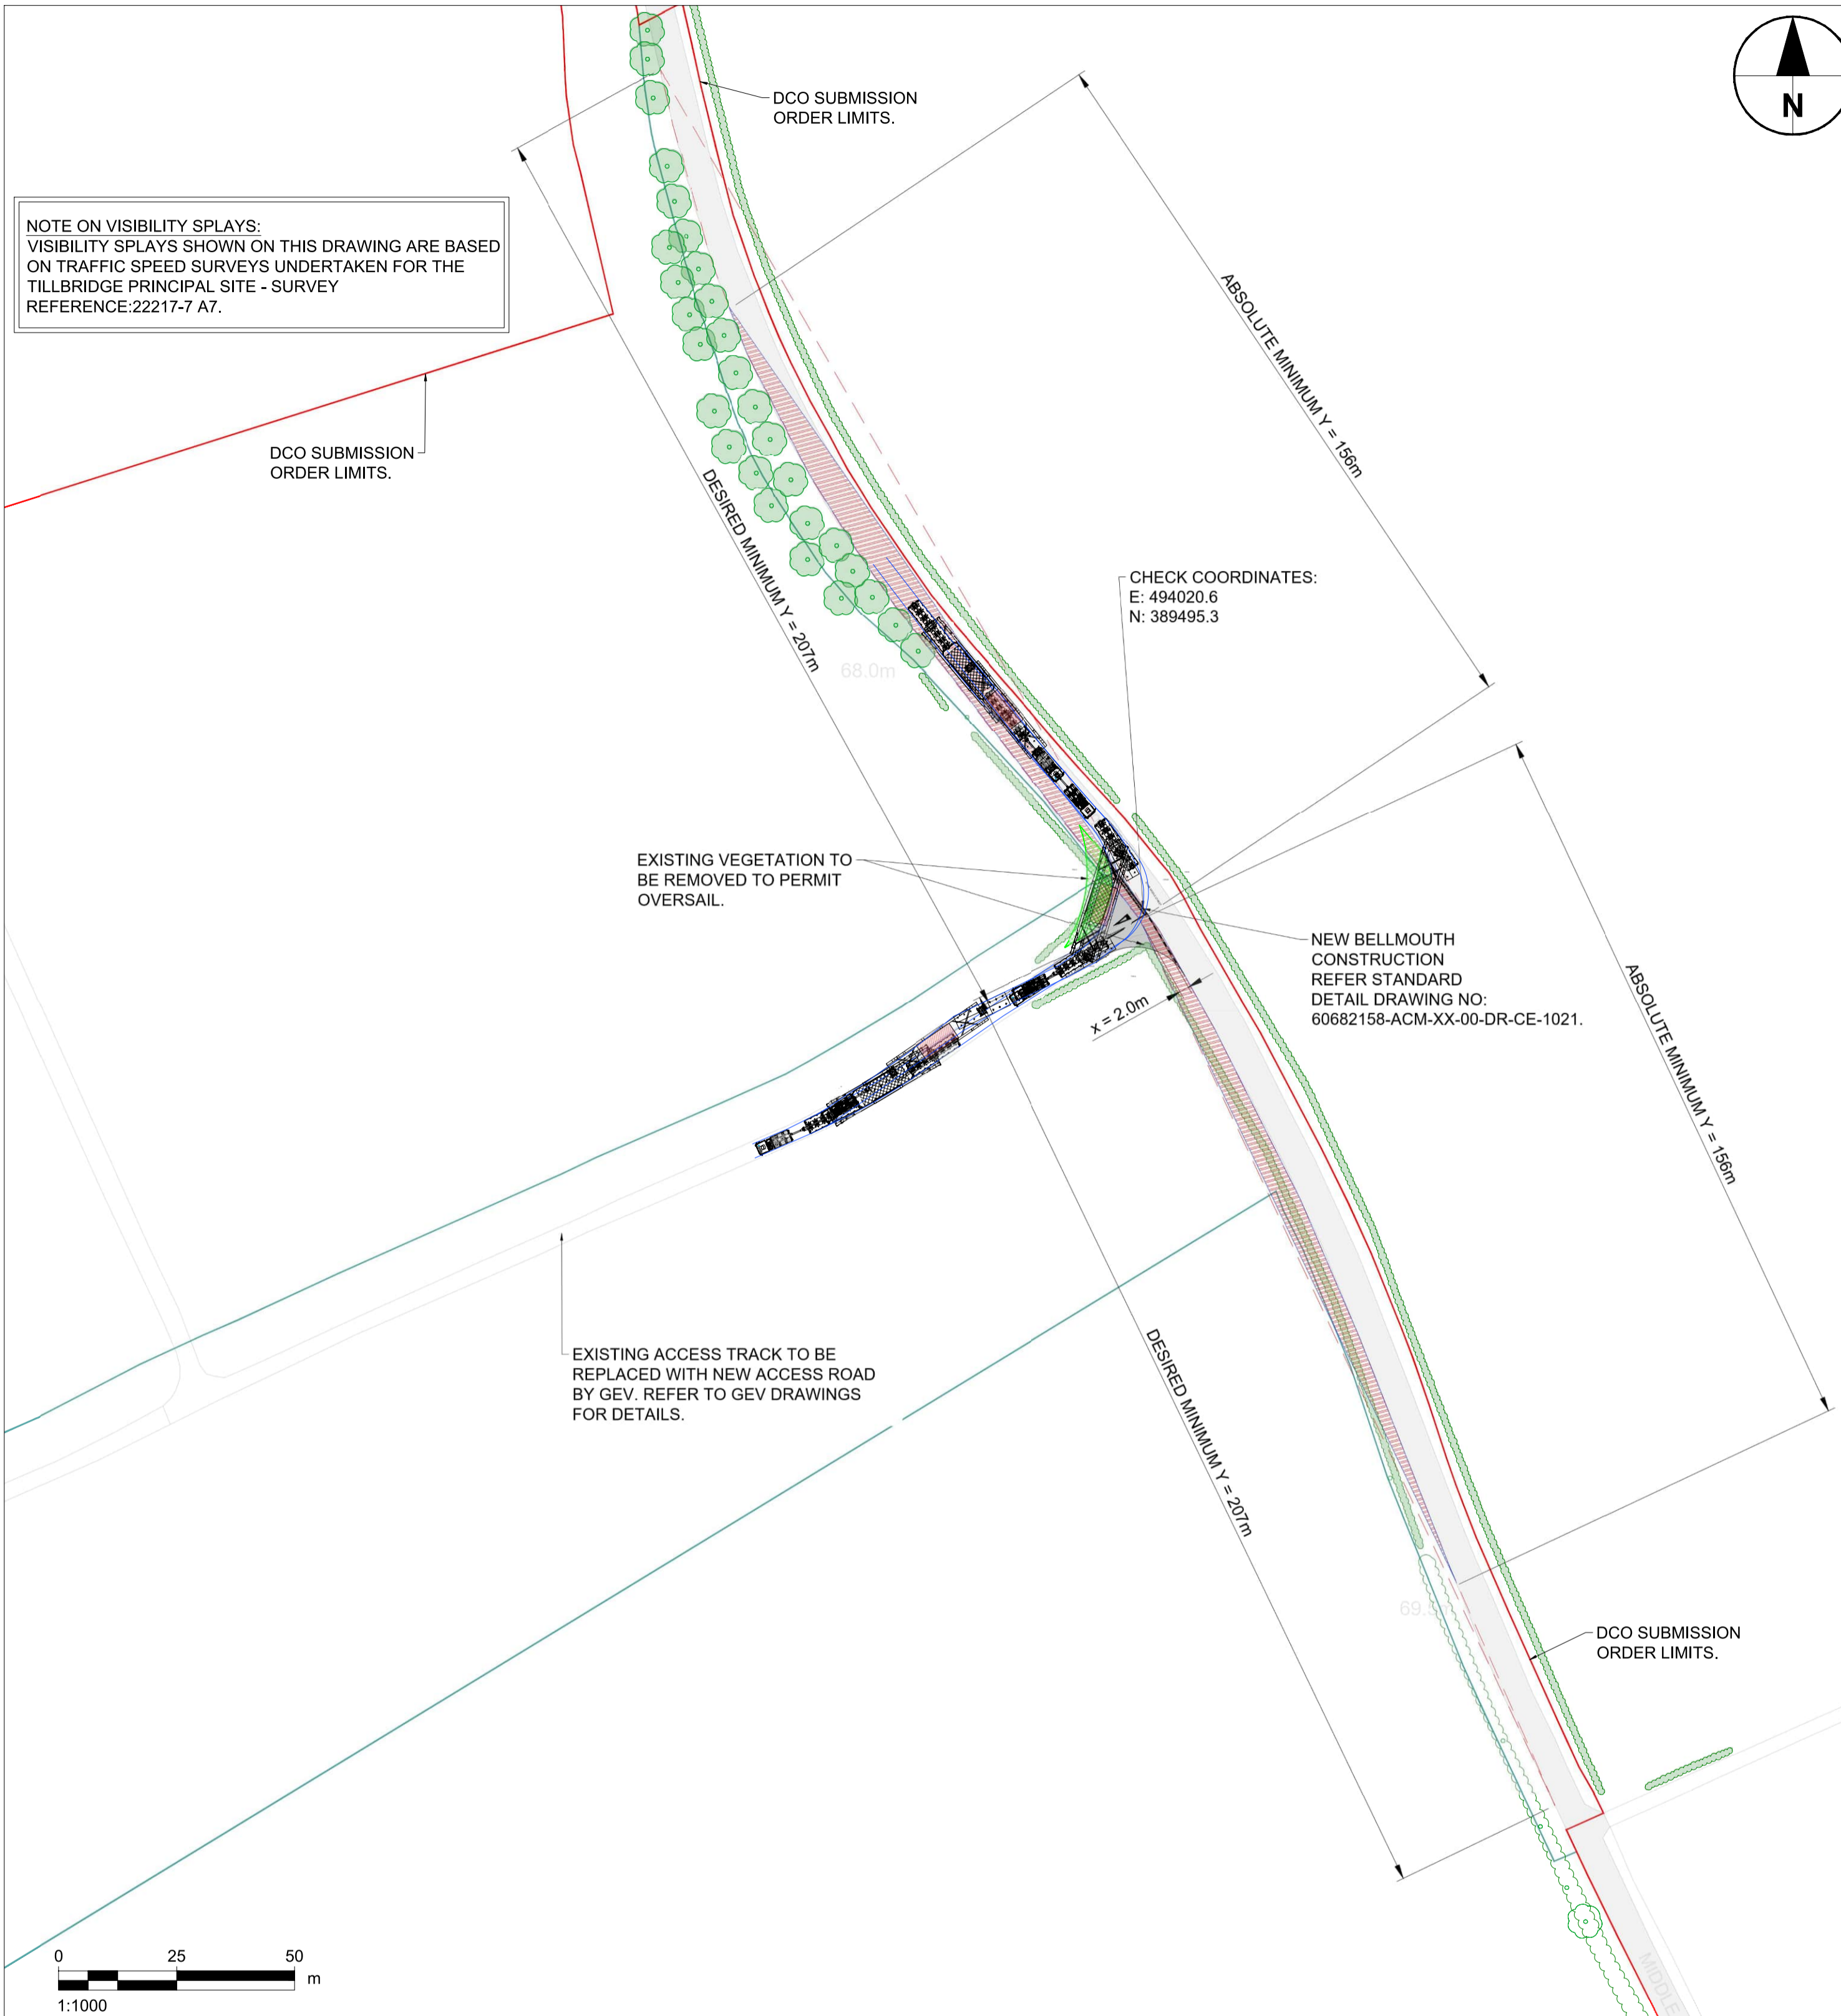 DCO SUBMISSION
ORDER LIMITS.
N
NOTE ON VISIBILITY SPLAYS:
VISIBILITY SPLAYS SHOWN ON THIS DRAWING ARE BASED
ON TRAFFIC SPEED SURVEYS UNDERTAKEN FOR THE
TILLBRIDGE PRINCIPAL SITE - SURVEY
REFERENCE:22217-7 A7.
ABSOLUTE MINIMUM Y = 156m
DCO SUBMISSION
ORDER LIMITS.
DESIRED MINIMUM Y = 207m
CHECK COORDINATES:
E: 494020.6
N: 389495.3
68.0m
EXISTING VEGETATION TO
BE REMOVED TO PERMIT
OVERSAIL.
NEW BELLMOUTH
CONSTRUCTION
REFER STANDARD
DETAIL DRAWING NO:
60682158-ACM-XX-00-DR-CE-1021.
x = 2.0m
ABSOLUTE MINIMUM Y = 156m
EXISTING ACCESS TRACK TO BE
REPLACED WITH NEW ACCESS ROAD
BY GEV. REFER TO GEV DRAWINGS
FOR DETAILS.
DESIRED MINIMUM Y = 207m
DCO SUBMISSION
ORDER LIMITS.
0 25 50
m
1:1000
MIDDLE